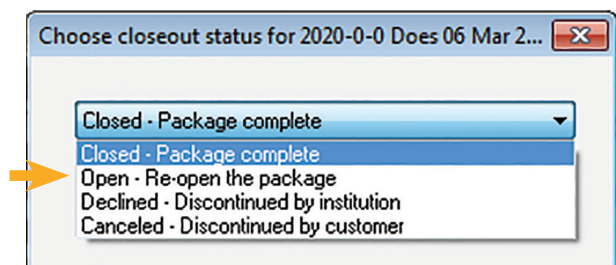 Choose closeout status for 2020-0-0 Does 06 Mar 2...
Closed - Package complete
Closed - Package complete
Open - Re-open the package
Declined - Discontinued by institution
Canceled - Discontinued by customer